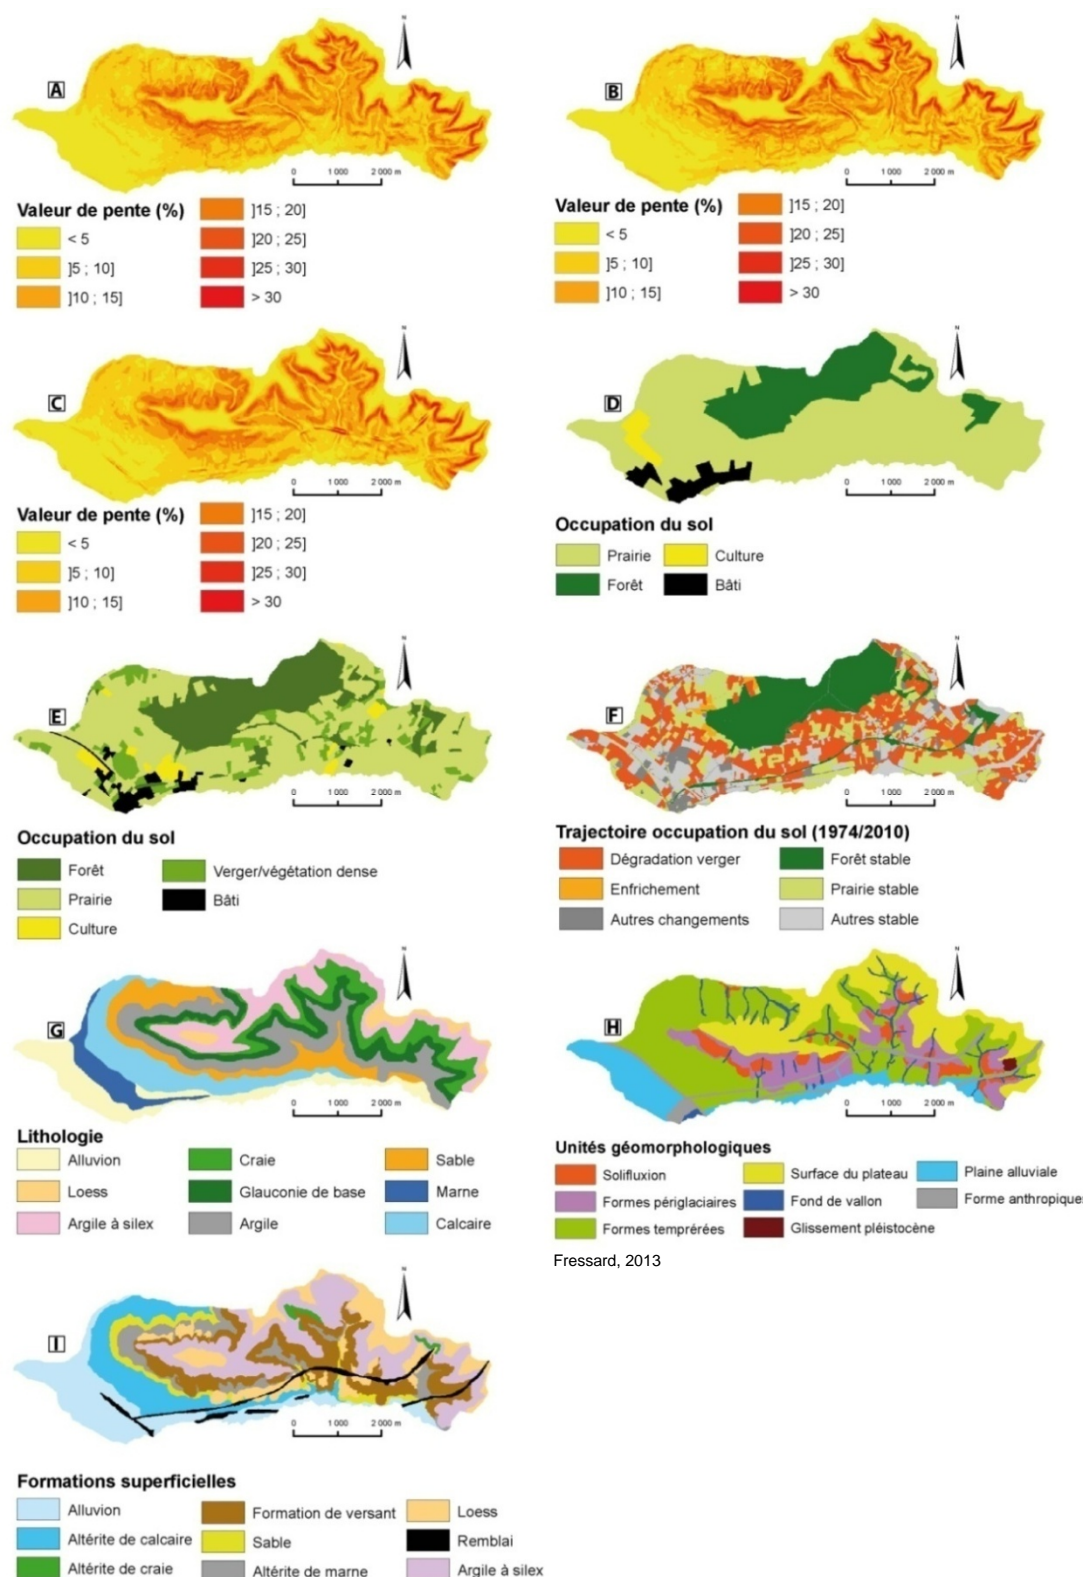 N
A
0 1 000 2 000 m
Valeur de pente (%)
< 5
]5 ; 10]
]10 ; 15]
]15 ; 20]
]20 ; 25]
]25 ; 30]
> 30
N
B
0 1 000 2 000 m
Valeur de pente (%)
< 5
]5 ; 10]
]10 ; 15]
]15 ; 20]
]20 ; 25]
]25 ; 30]
> 30
N
C
0 1 000 2 000 m
Valeur de pente (%)
< 5
]5 ; 10]
]10 ; 15]
]15 ; 20]
]20 ; 25]
]25 ; 30]
> 30
N
D
0 1 000 2 000 m
Occupation du sol
Prairie
Forêt
Culture
Bâti
N
E
0 1 000 2 000 m
Occupation du sol
Forêt
Prairie
Culture
Verger/végétation dense
Bâti
N
F
0 1 000 2 000 m
Trajectoire occupation du sol (1974/2010)
Dégradation verger
Enfrichement
Autres changements
Forêt stable
Prairie stable
Autres stable
N
G
0 1 000 2 000 m
Lithologie
Alluvion
Loess
Argile à silex
Craie
Glauconie de base
Argile
Sable
Marne
Calcaire
N
H
0 1 000 2 000 m
Unités géomorphologiques
Solifluxion
Formes périglaciaires
Formes temprérées
Surface du plateau
Fond de vallon
Glissement pléistocène
Plaine alluviale
Forme anthropiques
Fressard, 2013
N
I
0 1 000 2 000 m
Formations superficielles
Alluvion
Altérite de calcaire
Altérite de craie
Formation de versant
Sable
Altérite de marne
Loess
Remblai
Argile à silex